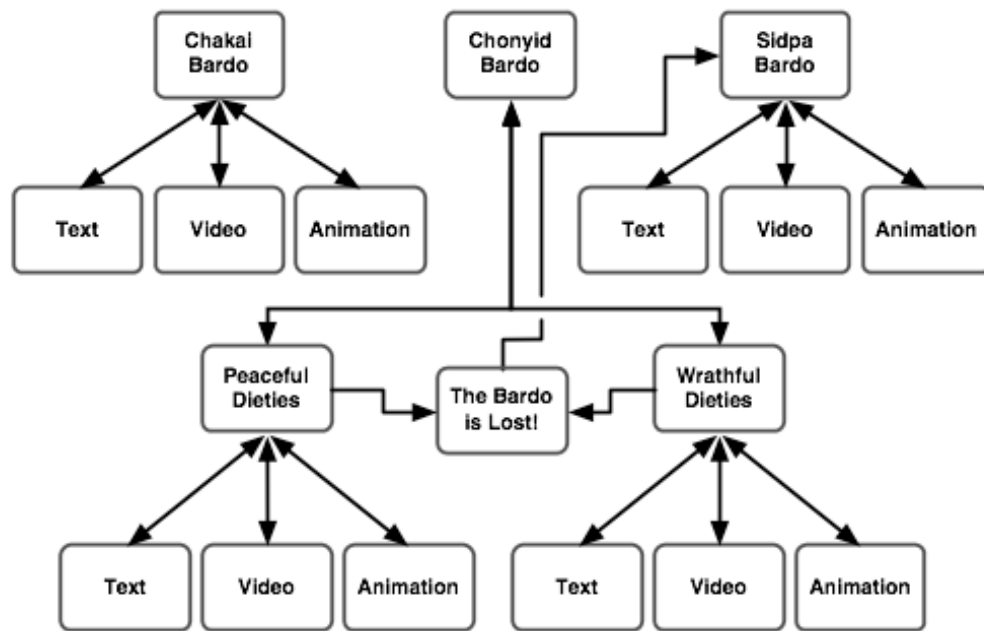 Chakai
Bardo
Chonyid
Bardo
Sidpa
Bardo
Text
Video
Animation
Text
Video
Animation
Peaceful
Dieties
The Bardo
is Lost!
Wrathful
Dieties
Text
Video
Animation
Text
Video
Animation